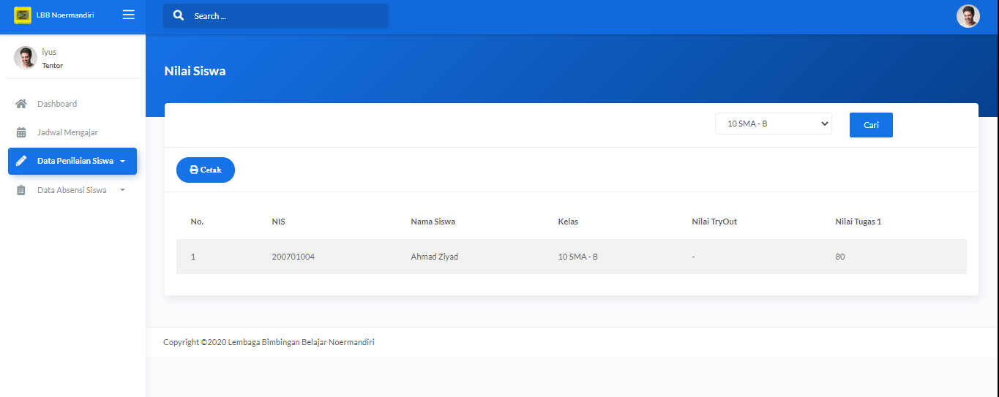 LBB Noermandiri
Search ...
iyus
Tentor
Dashboard
Jadwal Mengajar
Data Penilaian Siswa
Data Absensi Siswa
Nilai Siswa
10 SMA - B
Cari
Cetak
No. NIS Nama Siswa Kelas Nilai TryOut Nilai Tugas 1
1 200701004 Ahmad Ziyad 10 SMA - B - 80
Copyright ©2020 Lembaga Bimbingan Belajar Noermandiri